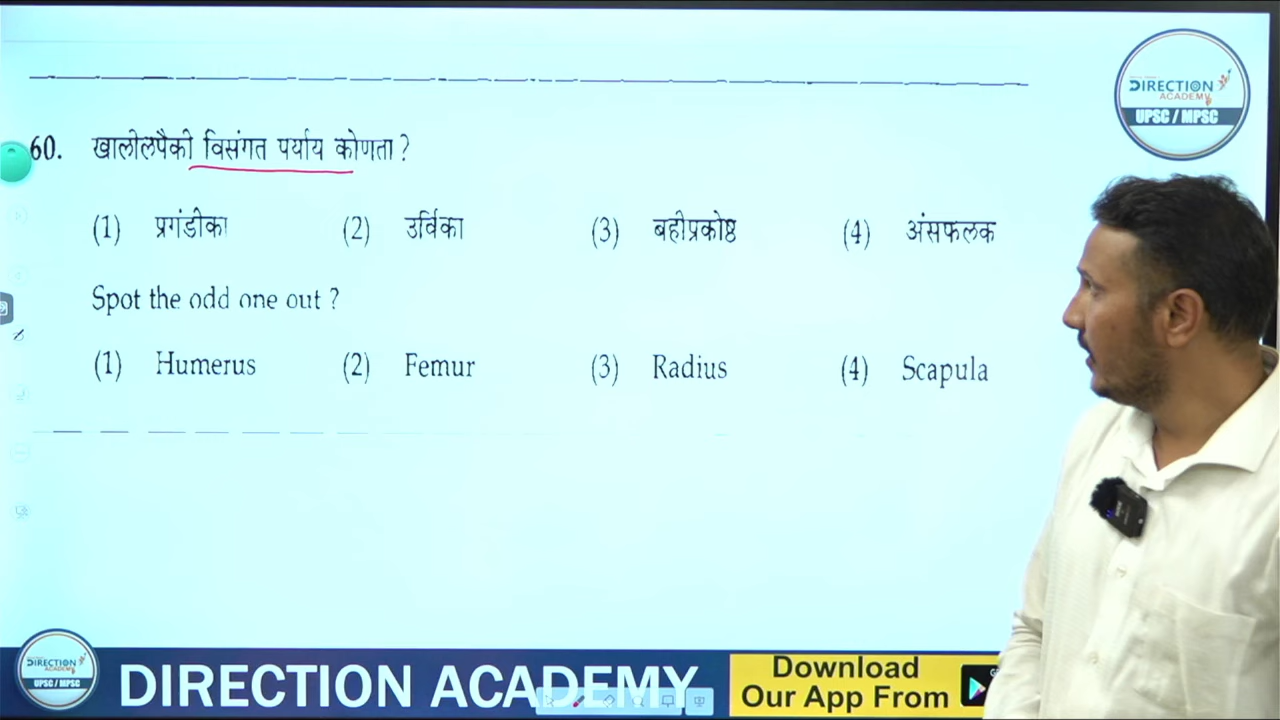 DIRECTION
ACADEMY
UPSC / MPSC
60. खालीलपैकी विसंगत पर्याय कोणता ?
(1) प्रगंडीका (2) उर्विका (3) बहीप्रकोष्ठ (4) अंसफलक
Spot the odd one out ?
(1) Humerus (2) Femur (3) Radius (4) Scapula
DIRECTION
ACADEMY
UPSC / MPSC
DIRECTION ACADEMY
Download
Our App From